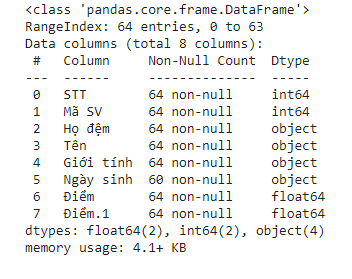 <class 'pandas.core.frame.DataFrame'>
RangeIndex: 64 entries, 0 to 63
Data columns (total 8 columns):
 #   Column     Non-Null Count  Dtype
---  ------     --------------  -----
 0   STT        64 non-null     int64
 1   Mã SV      64 non-null     int64
 2   Họ đệm     64 non-null     object
 3   Tên        64 non-null     object
 4   Giới tính  64 non-null     object
 5   Ngày sinh  60 non-null     object
 6   Điểm       64 non-null     float64
 7   Điểm.1     64 non-null     float64
dtypes: float64(2), int64(2), object(4)
memory usage: 4.1+ KB